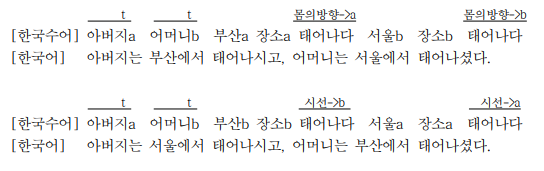 t t 몸의방향->a 몸의방향->b
[한국수어] 아버지a 어머니b 부산a 장소a 태어나다 서울b 장소b 태어나다
[한국어] 아버지는 부산에서 태어나시고, 어머니는 서울에서 태어나셨다.
t t 시선->b 시선->a
[한국수어] 아버지a 어머니b 부산b 장소b 태어나다 서울a 장소a 태어나다
[한국어] 아버지는 서울에서 태어나시고, 어머니는 부산에서 태어나셨다.